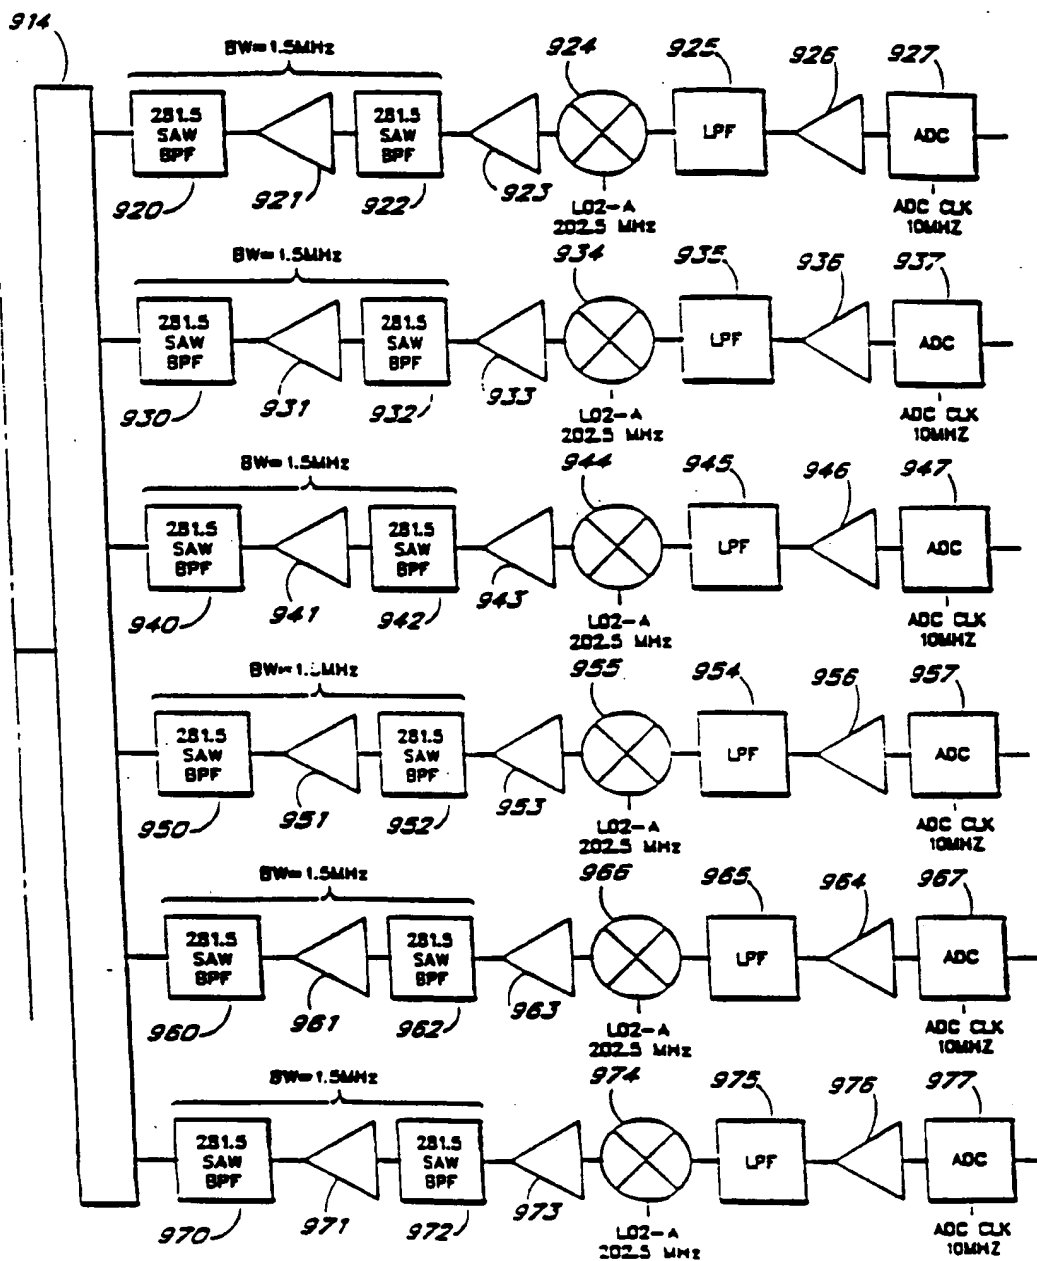 914
BW=1.5MHz
924
925
926
927
281.5
SAW
BPF
281.5
SAW
BPF
LPF
ADC
920
921
922
923
LO2-A
202.5 MHz
ADC CLK
10MHZ
BW=1.5MHz
934
935
936
937
281.5
SAW
BPF
281.5
SAW
BPF
LPF
ADC
930
931
932
933
LO2-A
202.5 MHz
ADC CLK
10MHZ
BW=1.5MHz
944
945
946
947
281.5
SAW
BPF
281.5
SAW
BPF
LPF
ADC
940
941
942
943
LO2-A
202.5 MHz
ADC CLK
10MHZ
BW=1.5MHz
955
954
956
957
281.5
SAW
BPF
281.5
SAW
BPF
LPF
ADC
950
951
952
953
LO2-A
202.5 MHz
ADC CLK
10MHZ
BW=1.5MHz
966
965
964
967
281.5
SAW
BPF
281.5
SAW
BPF
LPF
ADC
960
961
962
963
LO2-A
202.5 MHz
ADC CLK
10MHZ
BW=1.5MHz
974
975
976
977
281.5
SAW
BPF
281.5
SAW
BPF
LPF
ADC
970
971
972
973
LO2-A
202.5 MHz
ADC CLK
10MHZ